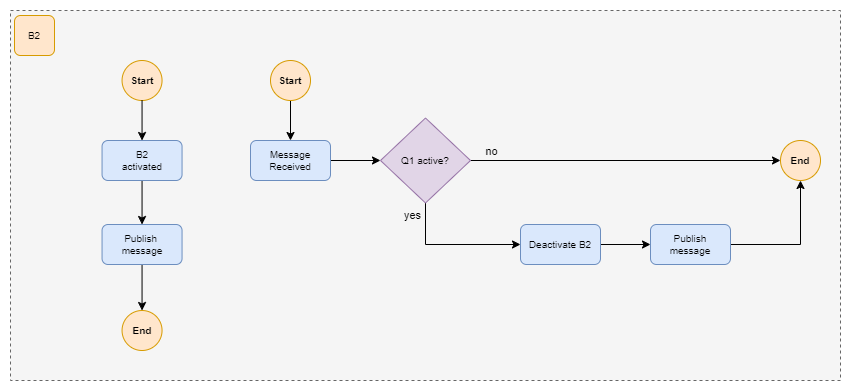 B2
Start
B2
activated
Publish
message
End
Start
Message
Received
Q1 active?
no
yes
Deactivate B2
Publish
message
End